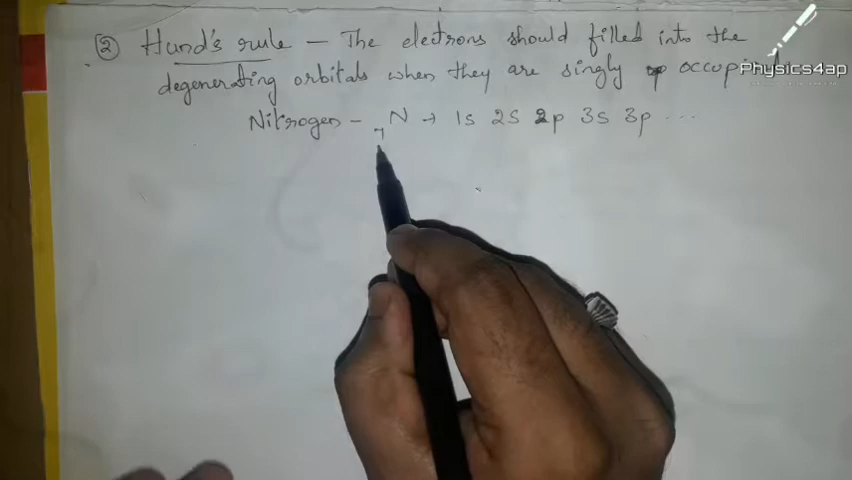 ② Hund's rule – The electrons should filled into the
degenerating orbitals when they are singly
Nitrogen – 7N → 1s 2s 2p 3s 3p ...
Physics4ap